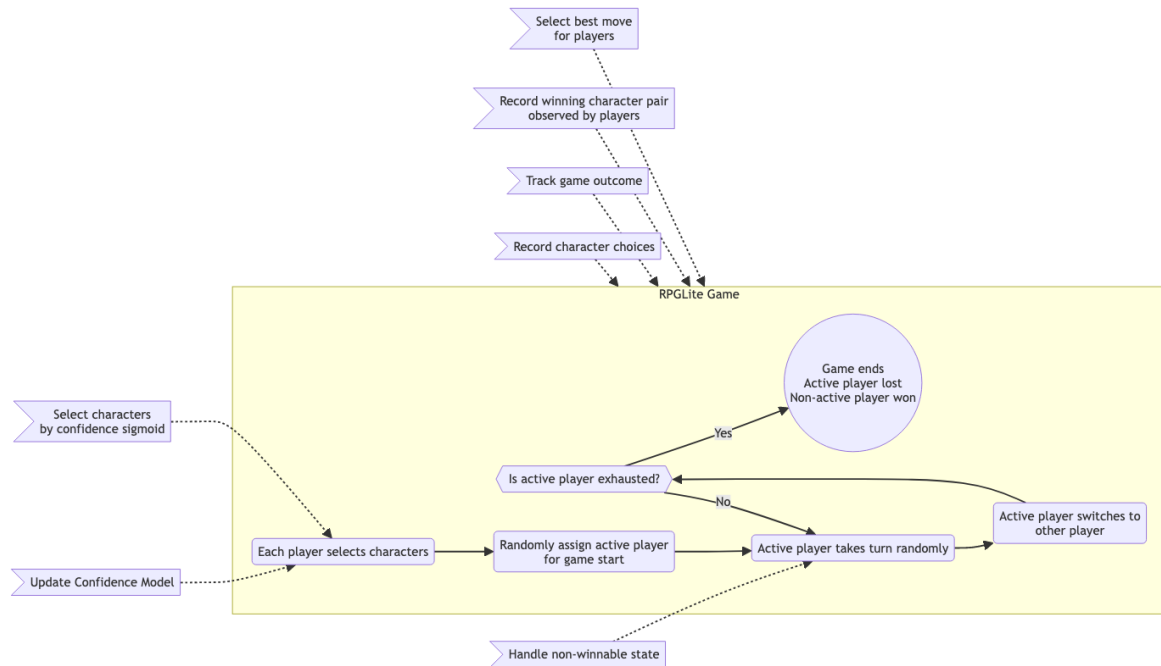 Select best move
for players
Record winning character pair
observed by players
Track game outcome
Record character choices
RPGLite Game
Game ends
Active player lost
Non-active player won
Select characters
by confidence sigmoid
Yes
Is active player exhausted?
No
Active player switches to
other player
Each player selects characters
Randomly assign active player
for game start
Active player takes turn randomly
Update Confidence Model
Handle non-winnable state